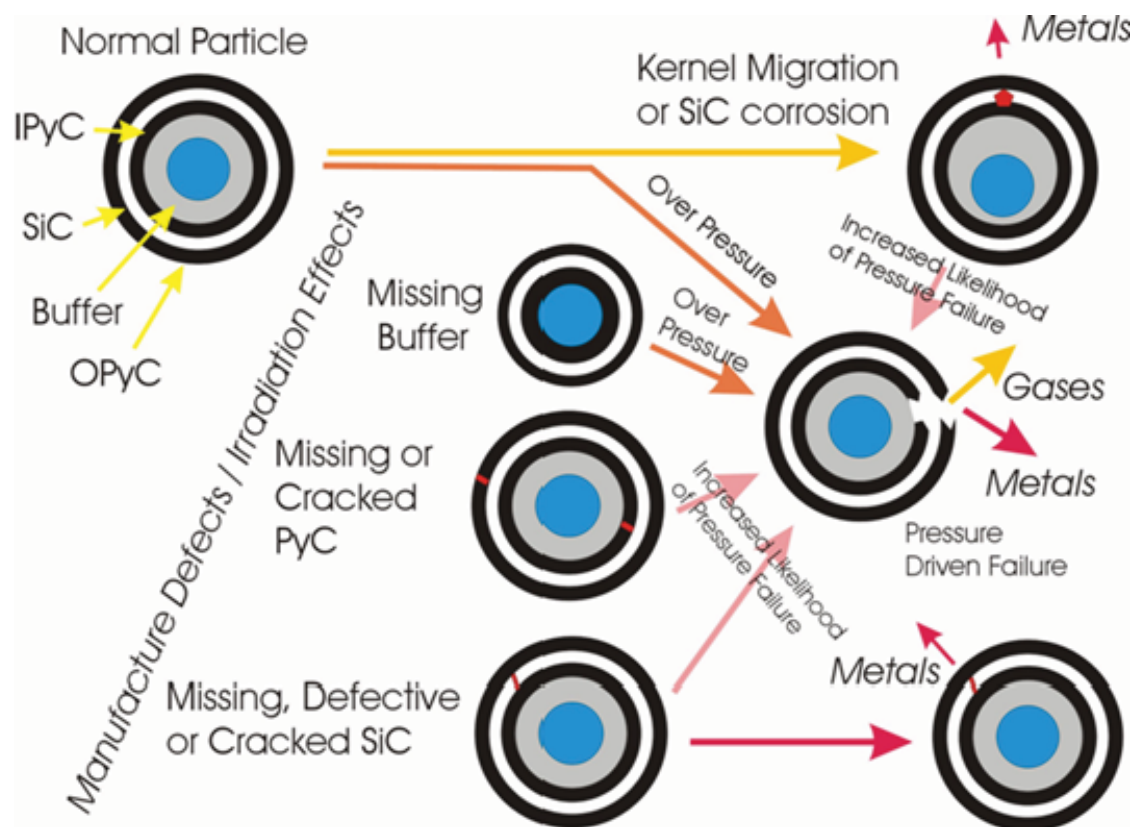 Normal Particle
IPyC
SiC
Buffer
OPyC
Manufacture Defects / Irradiation Effects
Kernel Migration
or SiC corrosion
Metals
Over Pressure
Increased Likelihood
of Pressure Failure
Missing
Buffer
Over
Pressure
Gases
Metals
Pressure
Driven Failure
Missing or
Cracked
PyC
Increased Likelihood
of Pressure Failure
Missing, Defective
or Cracked SiC
Metals